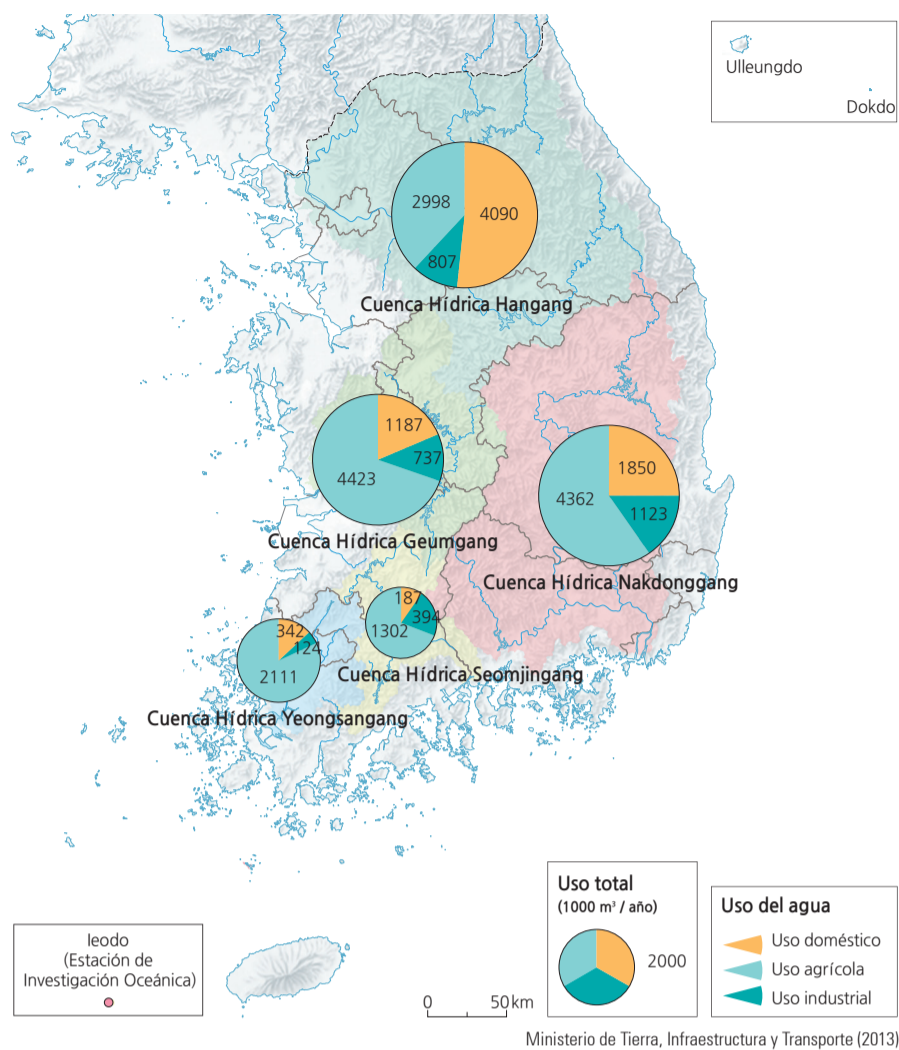 Ulleungdo
Dokdo
2998
4090
807
Cuenca Hídrica Hangang
1187
737
4423
Cuenca Hídrica Geumgang
1850
4362
1123
Cuenca Hídrica Nakdonggang
187
394
1302
Cuenca Hídrica Seomjingang
342
124
2111
Cuenca Hídrica Yeongsangang
Ieodo
(Estación de
Investigación Oceánica)
0 50 km
Uso total
(1000 m³ / año)
2000
Uso del agua
Uso doméstico
Uso agrícola
Uso industrial
Ministerio de Tierra, Infraestructura y Transporte (2013)